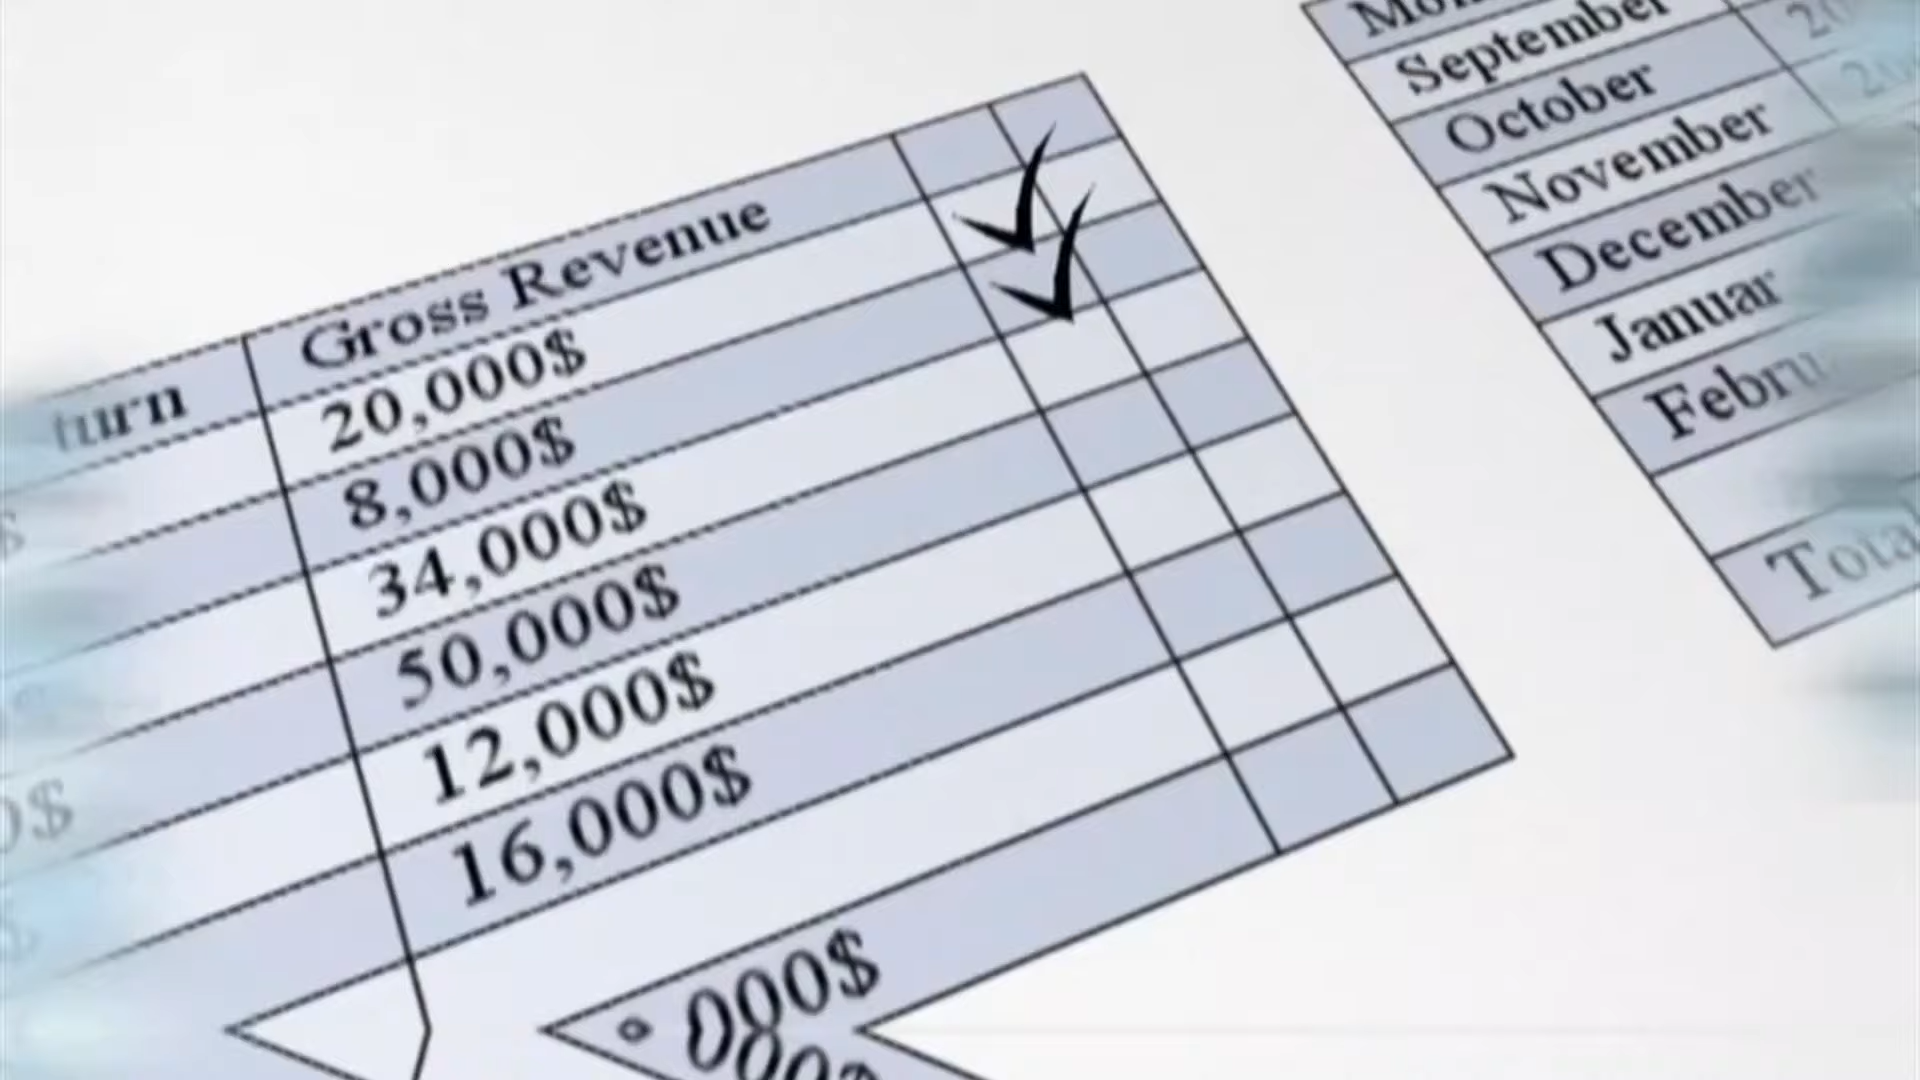 turn Gross Revenue
20,000$
8,000$
34,000$
50,000$
12,000$
16,000$
000$
September
October
November
December
Januar
Febru
Total